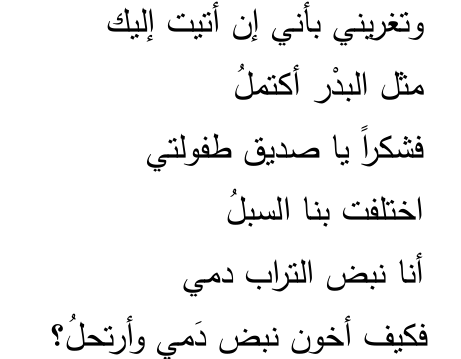 وتغريني بأني إن أتيت إليك
مثل البدْر أكتملُ
فشكراً يا صديق طفولتي
اختلفت بنا السبلُ
أنا نبض التراب دمي
فكيف أخون نبض دَمي وأرتحلُ؟